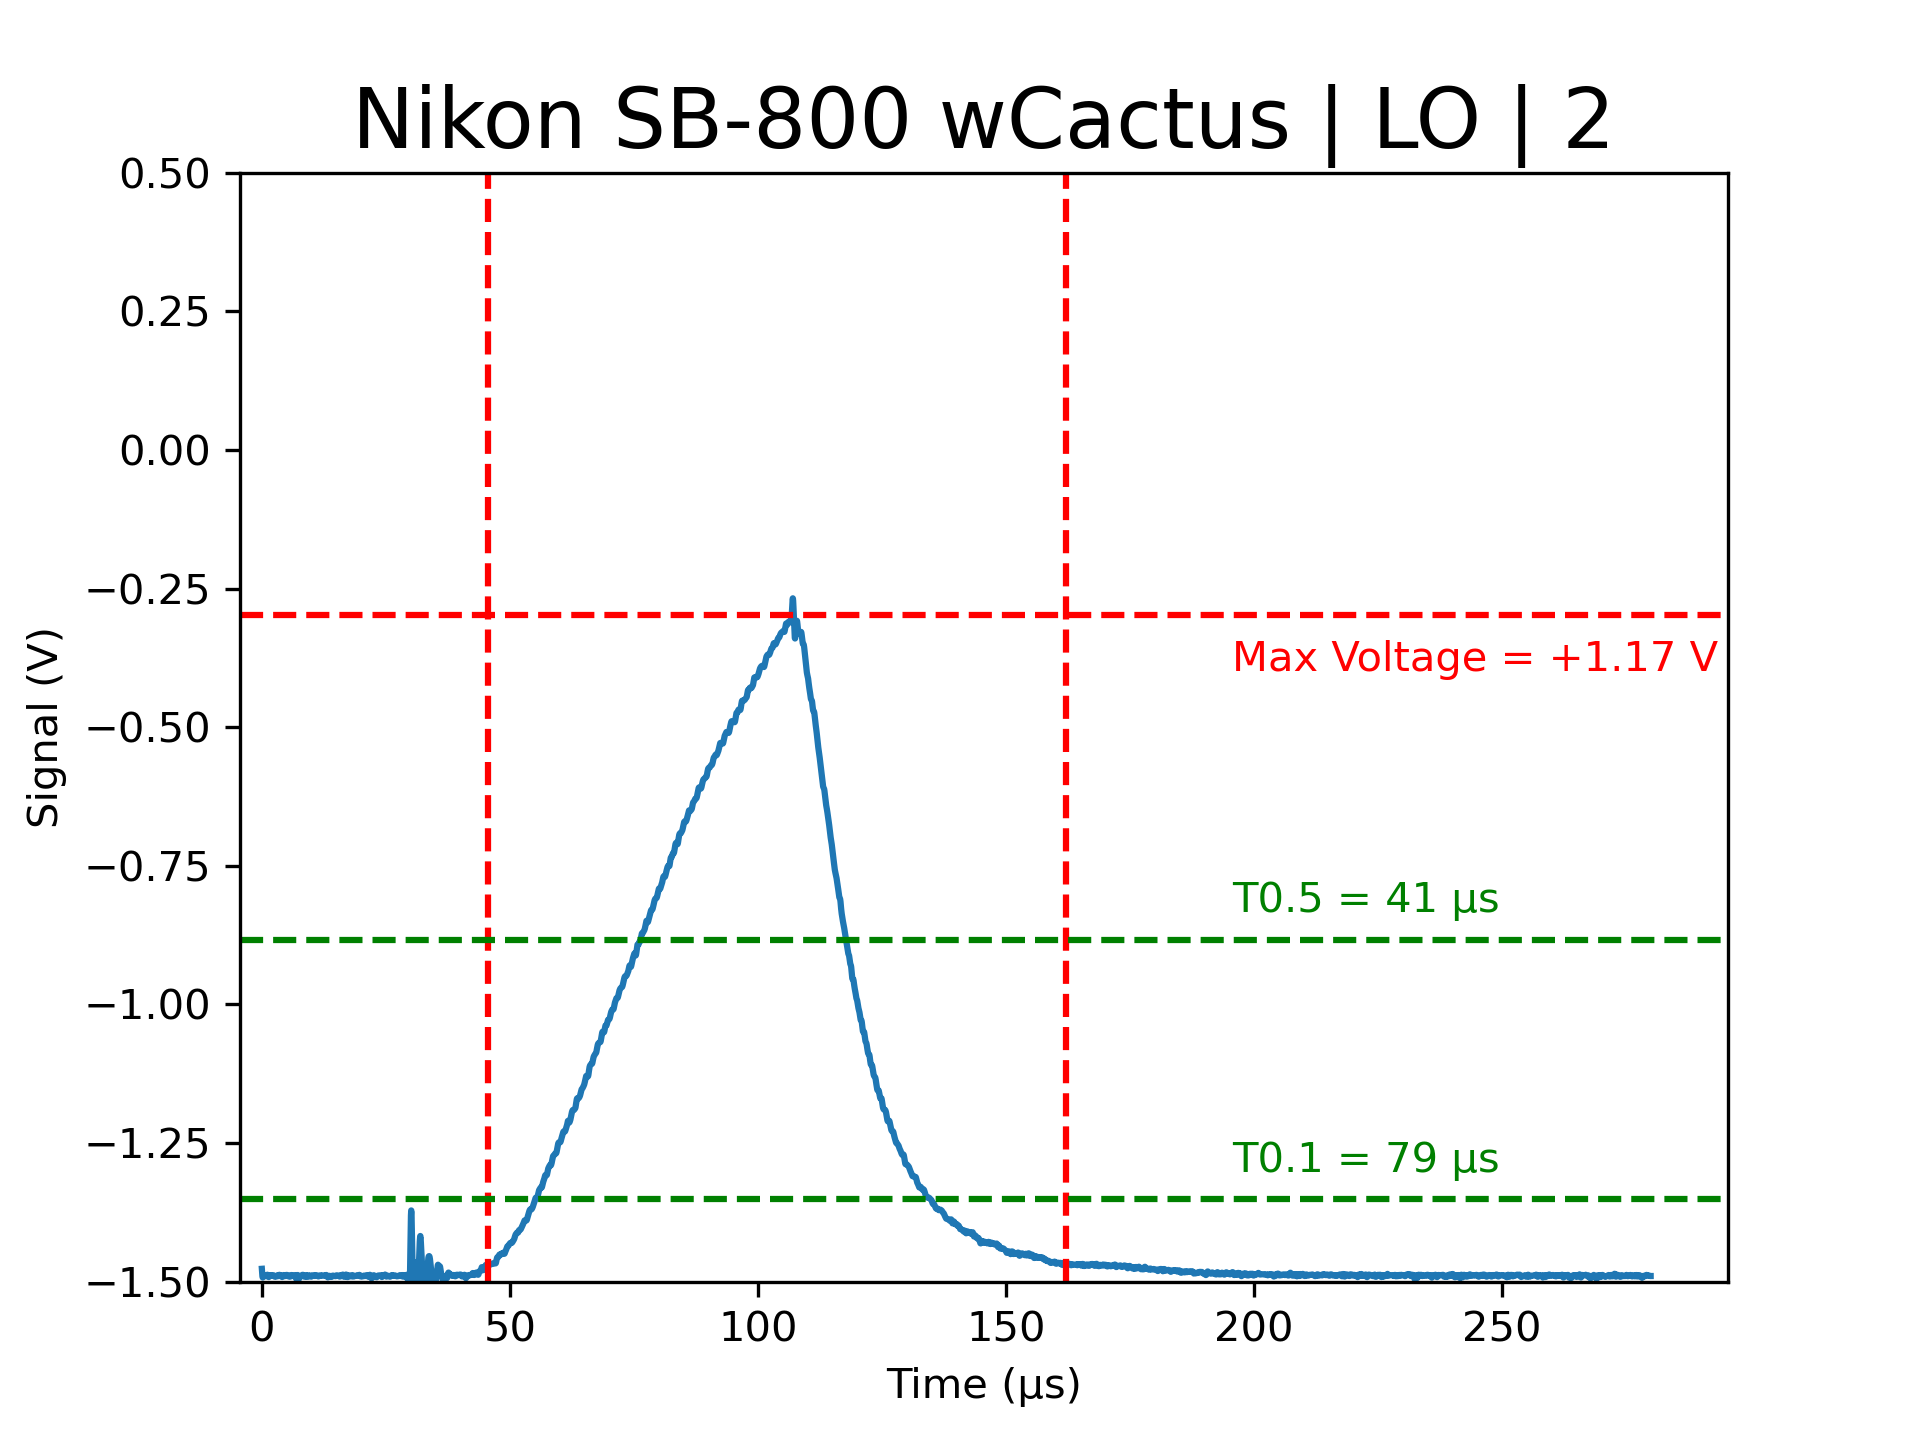 Nikon SB-800 wCactus | LO | 2
0.50
0.25
0.00
−0.25
−0.50
−0.75
−1.00
−1.25
−1.50
Signal (V)
Max Voltage = +1.17 V
T0.5 = 41 µs
T0.1 = 79 µs
0 50 100 150 200 250
Time (µs)